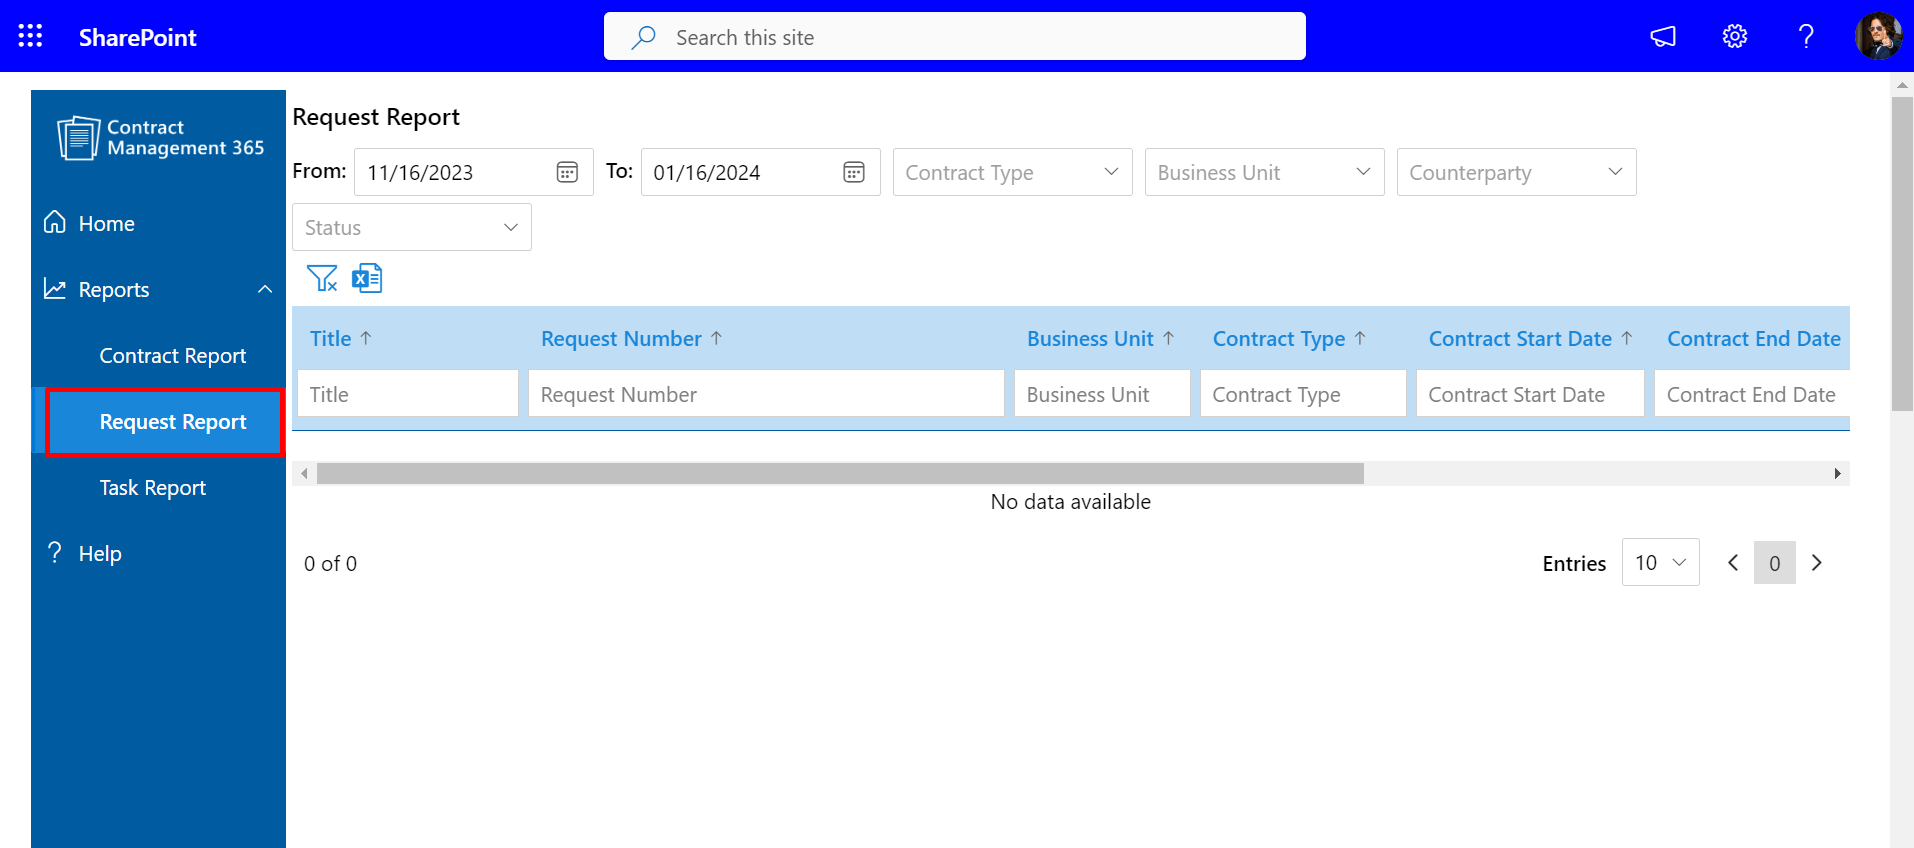 SharePoint
Search this site
Contract
Management 365
Home
Reports
Contract Report
Request Report
Task Report
Help
Request Report
From: 11/16/2023 To: 01/16/2024 Contract Type Business Unit Counterparty
Status
Title Request Number Business Unit Contract Type Contract Start Date Contract End Date
Title Request Number Business Unit Contract Type Contract Start Date Contract End Date
No data available
0 of 0 Entries 10 0